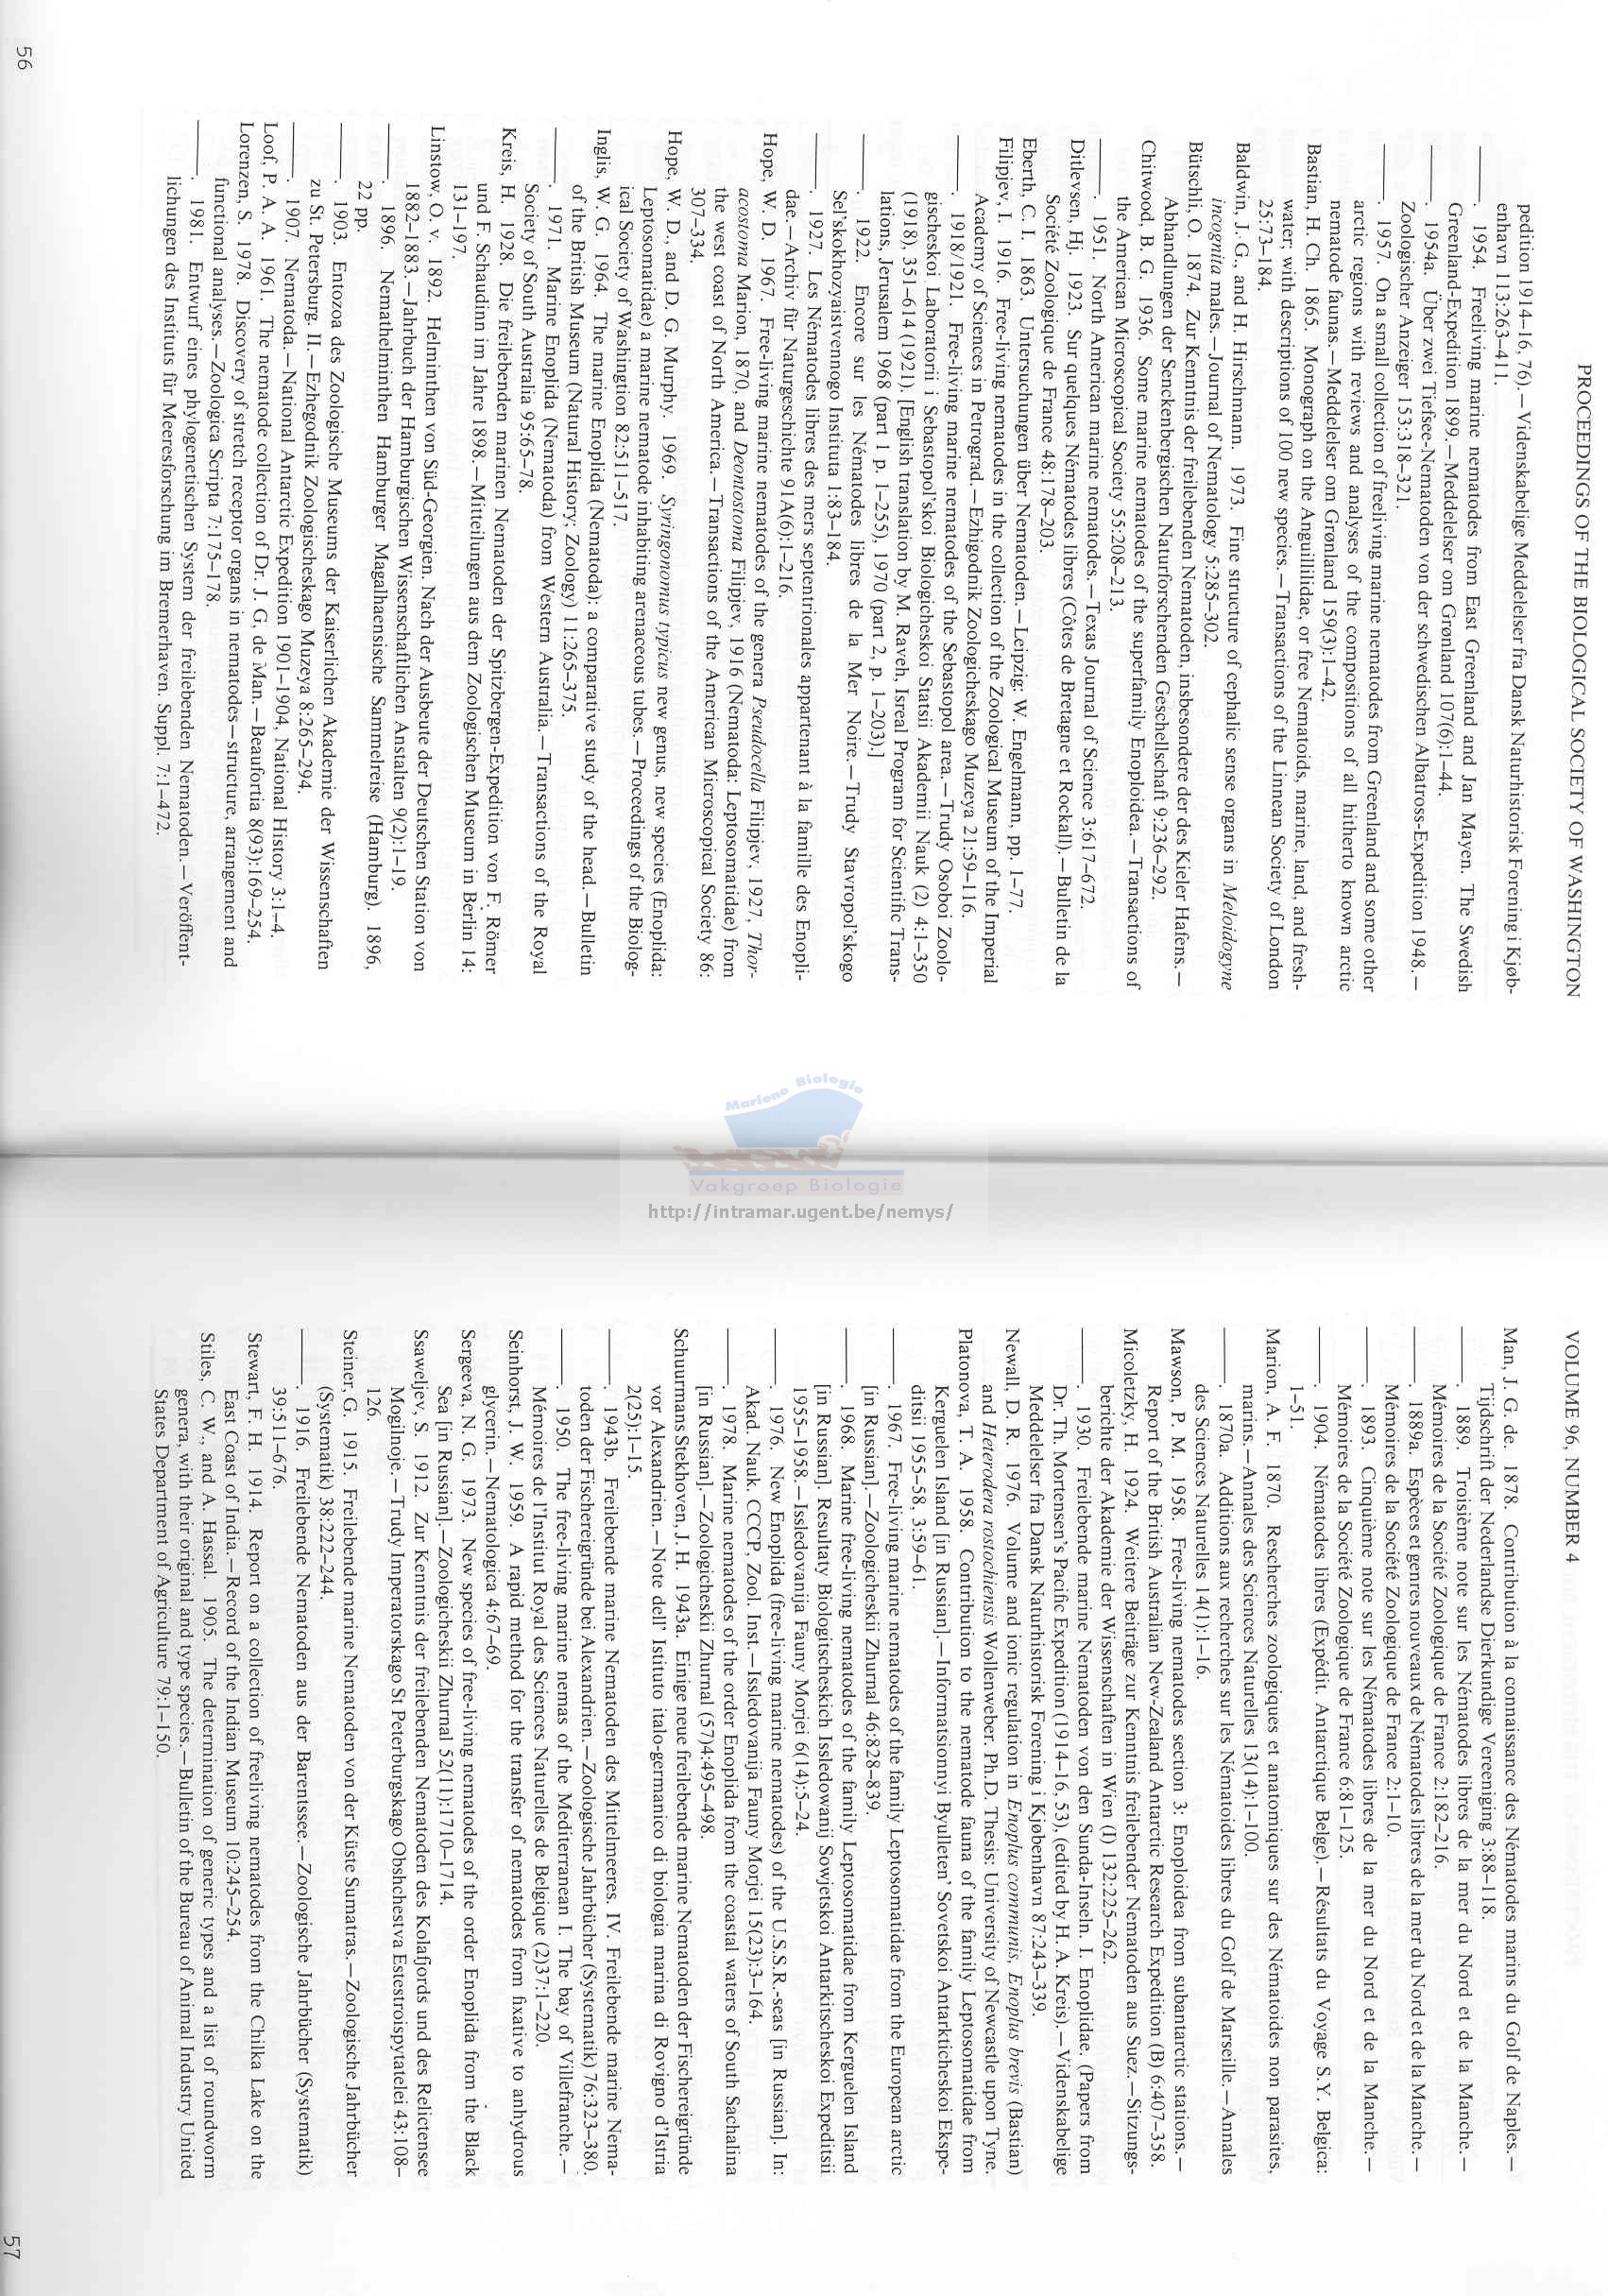 PROCEEDINGS OF THE BIOLOGICAL SOCIETY OF WASHINGTON
pedition 1914–16, 76).—Videnskabelige Meddelelser fra Dansk Naturhistorisk Forening i Kjøb-
enhavn 113:263–411.
———. 1954. Freeliving marine nematodes from East Greenland and Jan Mayen. The Swedish
Greenland-Expedition 1899.—Meddelelser om Grønland 107(6):1–44.
———. 1954a. Über zwei Tiefsee-Nematoden von der schwedischen Albatross-Expedition 1948.—
Zoologischer Anzeiger 153:318–321.
———. 1957. On a small collection of freeliving marine nematodes from Greenland and some other
arctic regions with reviews and analyses of the compositions of all hitherto known arctic
nematode faunas.—Meddelelser om Grønland 159(3):1–42.
Bastian, H. Ch. 1865. Monograph on the Anguillilidae, or free Nematoids, marine, land, and fresh-
water; with descriptions of 100 new species.—Transactions of the Linnean Society of London
25:73–184.
Baldwin, J. G., and H. Hirschmann. 1973. Fine structure of cephalic sense organs in Meloidogyne
incognita males.—Journal of Nematology 5:285–302.
Bütschli, O. 1874. Zur Kenntnis der freilebenden Nematoden, insbesondere der des Kieler Hafens.—
Abhandlungen der Senckenbergischen Naturforschenden Geschellschaft 9:236–292.
Chitwood, B. G. 1936. Some marine nematodes of the superfamily Enoploidea.—Transactions of
the American Microscopical Society 55:208–213.
———. 1951. North American marine nematodes.—Texas Journal of Science 3:617–672.
Ditlevsen, Hj. 1923. Sur quelques Nématodes libres (Côtes de Bretagne et Rockall).—Bulletin de la
Société Zoologique de France 48:178–203.
Eberth, C. I. 1863. Untersuchungen über Nematoden.—Leipzig; W. Engelmann, pp. 1–77.
Filipjev, I. 1916. Free-living nematodes in the collection of the Zoological Museum of the Imperial
Academy of Sciences in Petrograd.—Ezhigodnik Zoologicheskago Muzeya 21:59–116.
———. 1918/1921. Free-living marine nematodes of the Sebastopol area.—Trudy Osoboi Zoolo-
gischeskoi Laboratorii i Sebastopol'skoi Biologicheskoi Statsii Akademii Nauk (2) 4:1–350
(1918), 351–614 (1921), [English translation by M. Raveh, Isreal Program for Scientific Trans-
lations, Jerusalem 1968 (part 1 p. 1–255), 1970 (part 2, p. 1–203).]
———. 1922. Encore sur les Nématodes libres de la Mer Noire.—Trudy Stavropol'skogo
Sel'skokhozyaistvennogo Instituta 1:83–184.
———. 1927. Les Nématodes libres des mers septentrionales appartenant à la famille des Enopli-
dae.—Archiv für Naturgeschichte 91A(6):1–216.
Hope, W. D. 1967. Free-living marine nematodes of the genera Pseudocella Filipjev, 1927, Thor-
acostoma Marion, 1870, and Deontostoma Filipjev, 1916 (Nematoda: Leptosomatidae) from
the west coast of North America.—Transactions of the American Microscopical Society 86:
307–334.
Hope, W. D., and D. G. Murphy. 1969. Syringonomus typicus new genus, new species (Enoplida:
Leptosomatidae) a marine nematode inhabiting arenaceous tubes.—Proceedings of the Biolog-
ical Society of Washington 82:511–517.
Inglis, W. G. 1964. The marine Enoplida (Nematoda): a comparative study of the head.—Bulletin
of the British Museum (Natural History; Zoology) 11:265–375.
———. 1971. Marine Enoplida (Nematoda) from Western Australia.—Transactions of the Royal
Society of South Australia 95:65–78.
Kreis, H. 1928. Die freilebenden marinen Nematoden der Spitzbergen-Expedition von F. Römer
und F. Schaudinn im Jahre 1898.—Mitteilungen aus dem Zoologischen Museum in Berlin 14:
131–197.
Linstow, O. v. 1892. Helminthen von Süd-Georgien. Nach der Ausbeute der Deutschen Station von
1882–1883.—Jahrbuch der Hamburgischen Wissenschaftlichen Anstalten 9(2):1–19.
———. 1896. Nemathelminthen Hamburger Magalhaensische Sammelreise (Hamburg). 1896,
22 pp.
———. 1903. Entozoa des Zoologische Museums der Kaiserlichen Akademie der Wissenschaften
zu St. Petersburg. II.—Ezhegodnik Zoologischeskago Muzeya 8:265–294.
———. 1907. Nematoda.—National Antarctic Expedition 1901–1904, National History 3:1–4.
Loof, P. A. A. 1961. The nematode collection of Dr. J. G. de Man.—Beaufortia 8(93):169–254.
Lorenzen, S. 1978. Discovery of stretch receptor organs in nematodes—structure, arrangement and
functional analyses.—Zoologica Scripta 7:175–178.
———. 1981. Entwurf eines phylogenetischen System der freilebenden Nematoden.—Veröffent-
lichungen des Instituts für Meeresforschung im Bremerhaven. Suppl. 7:1–472.
56
Mariene Biologie
Vakgroep Biologie
http://intramar.ugent.be/nemys/
VOLUME 96, NUMBER 4
Man, J. G. de. 1878. Contribution à la connaissance des Nématodes marins du Golf de Naples.—
Tijdschrift der Nederlandse Dierkundige Vereeniging 3:88–118.
———. 1889. Troisième note sur les Nématodes libres de la mer du Nord et de la Manche.—
Mémoires de la Société Zoologique de France 2:182–216.
———. 1889a. Espèces et genres nouveaux de Nématodes libres de la mer du Nord et de la Manche.—
Mémoires de la Société Zoologique de France 2:1–10.
———. 1893. Cinquième note sur les Nématodes libres de la mer du Nord et de la Manche.—
Mémoires de la Société Zoologique de France 6:81–125.
———. 1904. Nématodes libres (Expédit. Antarctique Belge).—Résultats du Voyage S.Y. Belgica:
1–51.
Marion, A. F. 1870. Rescherches zoologiques et anatomiques sur des Nématoides non parasites,
marins.—Annales des Sciences Naturelles 13(14):1–100.
———. 1870a. Additions aux recherches sur les Nématoides libres du Golf de Marseille.—Annales
des Sciences Naturelles 14(1):1–16.
Mawson, P. M. 1958. Free-living nematodes section 3: Enoploidea from subantarctic stations.—
Report of the British Australian New-Zealand Antarctic Research Expedition (B) 6:407–358.
Micoletzky, H. 1924. Weitere Beiträge zur Kenntnis freilebender Nematoden aus Suez.—Sitzungs-
berichte der Akademie der Wissenschaften in Wien (I) 132:225–262.
———. 1930. Freilebende marine Nematoden von den Sunda-Inseln. I. Enoplidae. (Papers from
Dr. Th. Mortensen's Pacific Expedition (1914–16, 53), (edited by H. A. Kreis).—Videnskabelige
Meddelelser fra Dansk Naturhistorisk Forening i Kjøbenhavn 87:243–339.
Newall, D. R. 1976. Volume and ionic regulation in Enoplus communis, Enoplus brevis (Bastian)
and Heterodera rostochiensis Wollenweber. Ph.D. Thesis: University of Newcastle upon Tyne.
Platonova, T. A. 1958. Contribution to the nematode fauna of the family Leptosomatidae from
Kerguelen Island [in Russian].—Informatsionnyi Byulleten' Sovetskoi Antarkticheskoi Ekspe-
ditsii 1955–58, 3:59–61.
———. 1967. Free-living marine nematodes of the family Leptosomatidae from the European arctic
[in Russian].—Zoologicheskii Zhurnal 46:828–839.
———. 1968. Marine free-living nematodes of the family Leptosomatidae from Kerguelen Island
[in Russian]. Resultaty Biologitscheskich Issledowanij Sowjetskoi Antarkitscheskoi Expeditsii
1955–1958.—Issledovanija Fauny Morjei 6(14):5–24.
———. 1976. New Enoplida (free-living marine nematodes) of the U.S.S.R.-seas [in Russian]. In:
Akad. Nauk. CCCP, Zool. Inst.—Issledovanija Fauny Morjei 15(23):3–164.
———. 1978. Marine nematodes of the order Enoplida from the coastal waters of South Sachalina
[in Russian].—Zoologicheskii Zhurnal (57)4:495–498.
Schuurmans Stekhoven, J. H. 1943a. Einige neue freilebende marine Nematoden der Fischereigründe
vor Alexandrien.—Note dell' Istituto italo-germanico di biologia marina di Rovigno d'Istria
2(25):1–15.
———. 1943b. Freilebende marine Nematoden des Mittelmeeres. IV. Freilebende marine Nema-
toden der Fischereigründe bei Alexandrien.—Zoologische Jahrbücher (Systematik) 76:323–380.
———. 1950. The free-living marine nemas of the Mediterranean I. The bay of Villefranche.—
Mémoires de l'Institut Royal des Sciences Naturelles de Belgique (2)37:1–220.
Seinhorst, J. W. 1959. A rapid method for the transfer of nematodes from fixative to anhydrous
glycerin.—Nematologica 4:67–69.
Sergeeva, N. G. 1973. New species of free-living nematodes of the order Enoplida from the Black
Sea [in Russian].—Zoologicheskii Zhurnal 52(11):1710–1714.
Ssaweljev, S. 1912. Zur Kenntnis der freilebenden Nematoden des Kolafjords und des Relictensee
Mogilnoje.—Trudy Imperatorskago St Peterburgskago Obshchestva Estestroispytatelei 43:108–
126.
Steiner, G. 1915. Freilebende marine Nematoden von der Küste Sumatras.—Zoologische Jahrbücher
(Systematik) 38:222–244.
———. 1916. Freilebende Nematoden aus der Barentssee.—Zoologische Jahrbücher (Systematik)
39:511–676.
Stewart, F. H. 1914. Report on a collection of freeliving nematodes from the Chilka Lake on the
East Coast of India.—Record of the Indian Museum 10:245–254.
Stiles, C. W., and A. Hassal. 1905. The determination of generic types and a list of roundworm
genera, with their original and type species.—Bulletin of the Bureau of Animal Industry United
States Department of Agriculture 79:1–150.
57